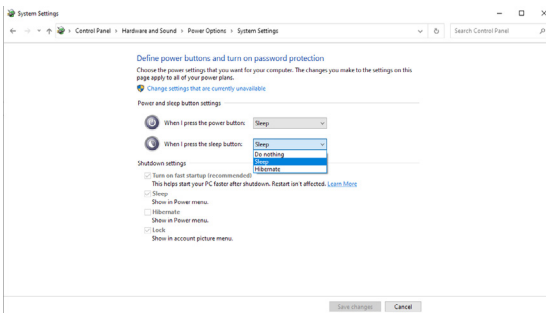 System Settings
Control Panel > Hardware and Sound > Power Options > System Settings
Search Control Panel
Define power buttons and turn on password protection
Choose the power settings that you want for your computer. The changes you make to the settings on this
page apply to all of your power plans.
Change settings that are currently unavailable
Power and sleep button settings
When I press the power button: Sleep
When I press the sleep button: Sleep
Do nothing
Sleep
Hibernate
Shutdown settings
Turn on fast startup (recommended)
This helps start your PC faster after shutdown. Restart isn't affected. Learn More
Sleep
Show in Power menu.
Hibernate
Show in Power menu.
Lock
Show in account picture menu.
Save changes Cancel